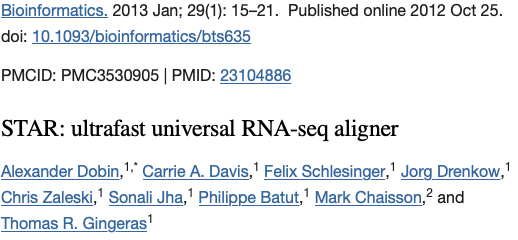 Bioinformatics. 2013 Jan; 29(1): 15–21. Published online 2012 Oct 25.
doi: 10.1093/bioinformatics/bts635
PMCID: PMC3530905 | PMID: 23104886
STAR: ultrafast universal RNA-seq aligner
Alexander Dobin,1,* Carrie A. Davis,1 Felix Schlesinger,1 Jorg Drenkow,1
Chris Zaleski,1 Sonali Jha,1 Philippe Batut,1 Mark Chaisson,2 and
Thomas R. Gingeras1